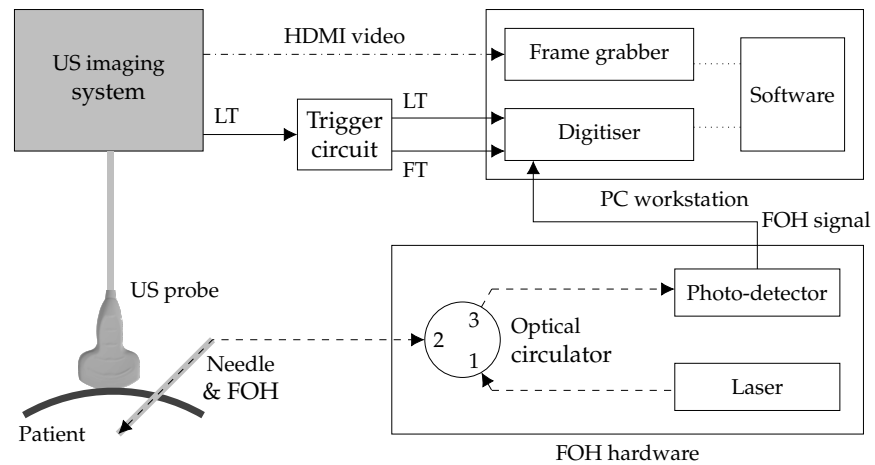 US imaging
system
HDMI video
Frame grabber
Software
LT
Trigger
circuit
LT
FT
Digitiser
PC workstation
FOH signal
US probe
Photo-detector
3
2
1
Optical
circulator
Needle
& FOH
Laser
Patient
FOH hardware